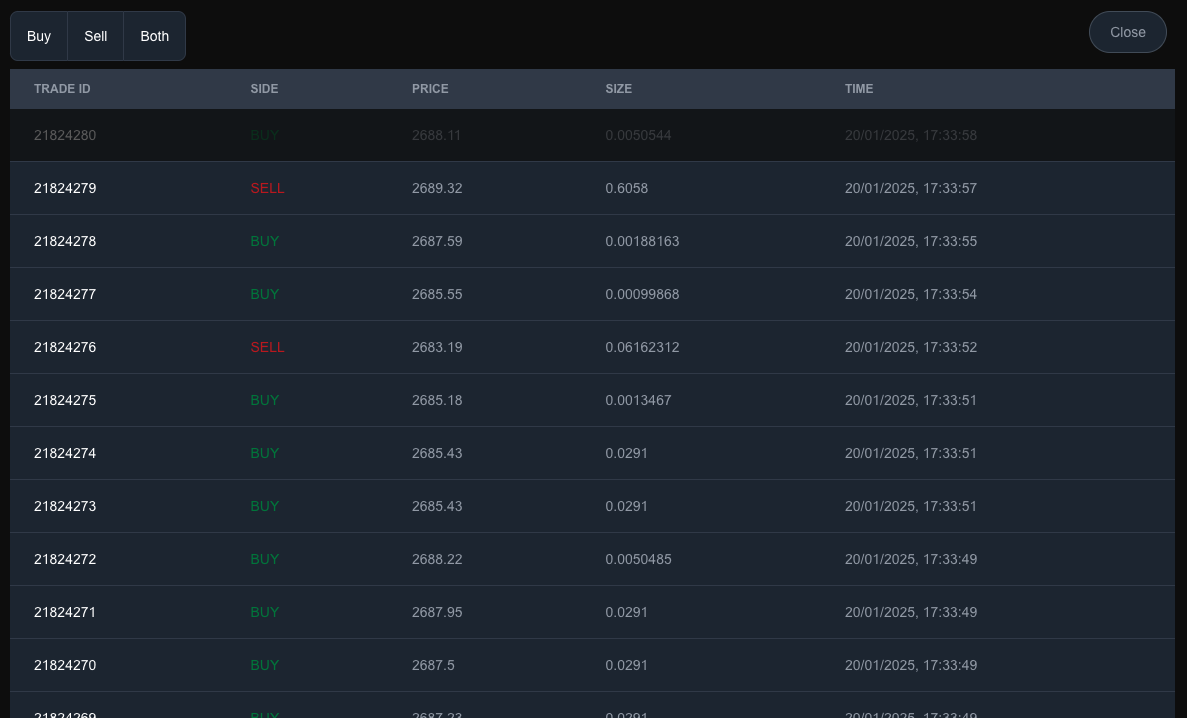 Buy Sell Both Close
TRADE ID SIDE PRICE SIZE TIME
21824280 BUY 2688.11 0.0050544 20/01/2025, 17:33:58
21824279 SELL 2689.32 0.6058 20/01/2025, 17:33:57
21824278 BUY 2687.59 0.00188163 20/01/2025, 17:33:55
21824277 BUY 2685.55 0.00099868 20/01/2025, 17:33:54
21824276 SELL 2683.19 0.06162312 20/01/2025, 17:33:52
21824275 BUY 2685.18 0.0013467 20/01/2025, 17:33:51
21824274 BUY 2685.43 0.0291 20/01/2025, 17:33:51
21824273 BUY 2685.43 0.0291 20/01/2025, 17:33:51
21824272 BUY 2688.22 0.0050485 20/01/2025, 17:33:49
21824271 BUY 2687.95 0.0291 20/01/2025, 17:33:49
21824270 BUY 2687.5 0.0291 20/01/2025, 17:33:49
21824269 BUY 2687.23 0.0291 20/01/2025, 17:33:49